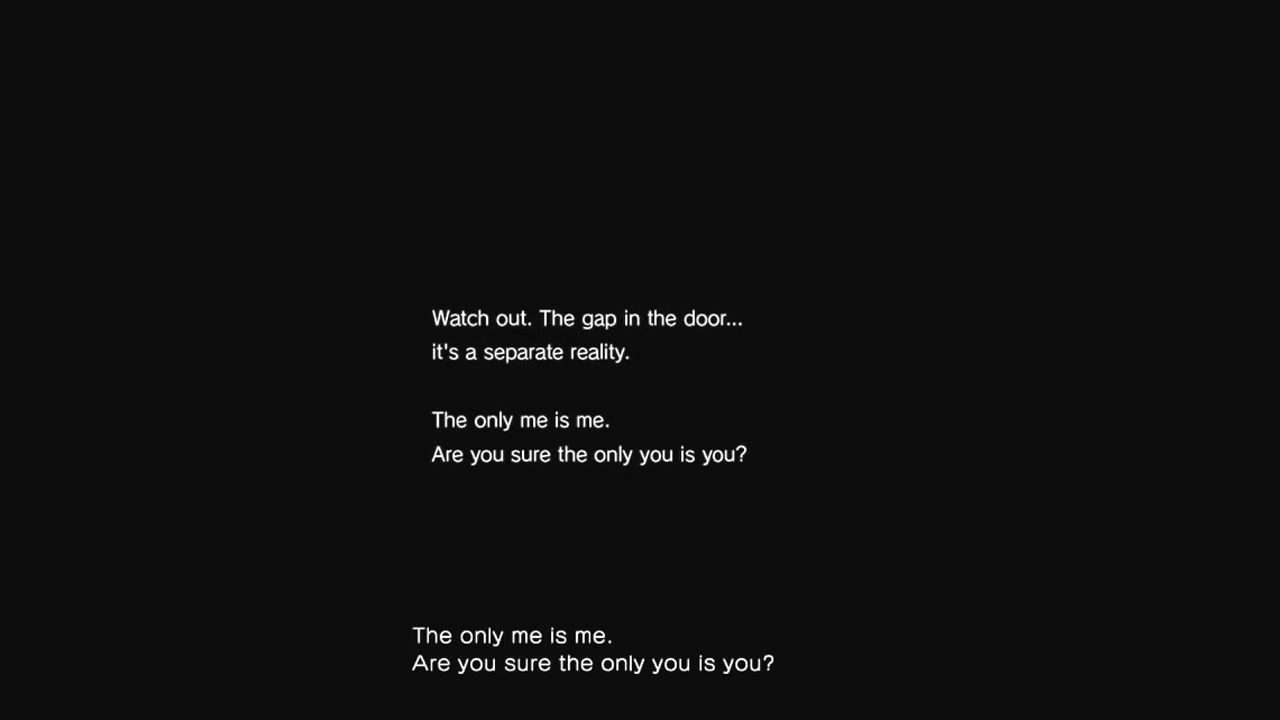 Watch out. The gap in the door...
it's a separate reality.
The only me is me.
Are you sure the only you is you?
The only me is me.
Are you sure the only you is you?